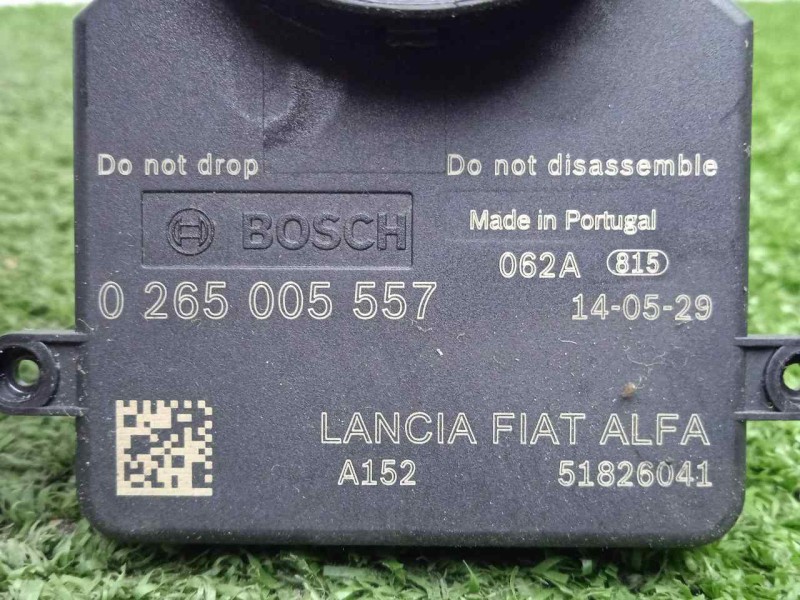 Do not drop Do not disassemble
BOSCH Made in Portugal
062A 815
0 265 005 557 14-05-29
LANCIA FIAT ALFA
A152 51826041